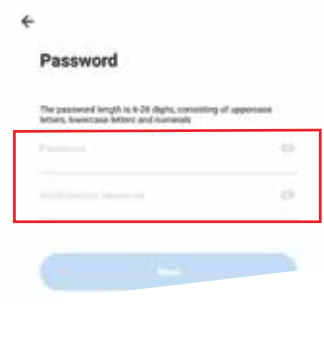 Password
The password length is 6-20 digits, consisting of uppercase
letters, lowercase letters and numerals
Password
Next